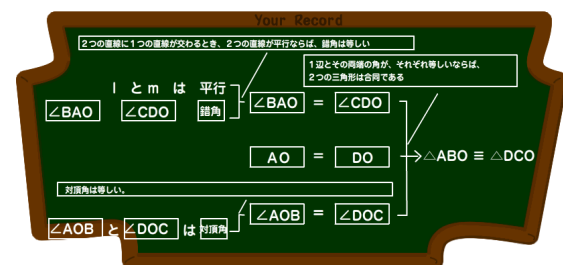 Your Record
2つの直線に1つの直線が交わるとき、2つの直線が平行ならば、錯角は等しい
1辺とその両端の角が、それぞれ等しいならば、
2つの三角形は合同である
l と m は 平行
∠BAO ∠CDO 錯角
∠BAO = ∠CDO
AO = DO
△ABO ≡ △DCO
対頂角は等しい。
∠AOB と ∠DOC は 対頂角
∠AOB = ∠DOC